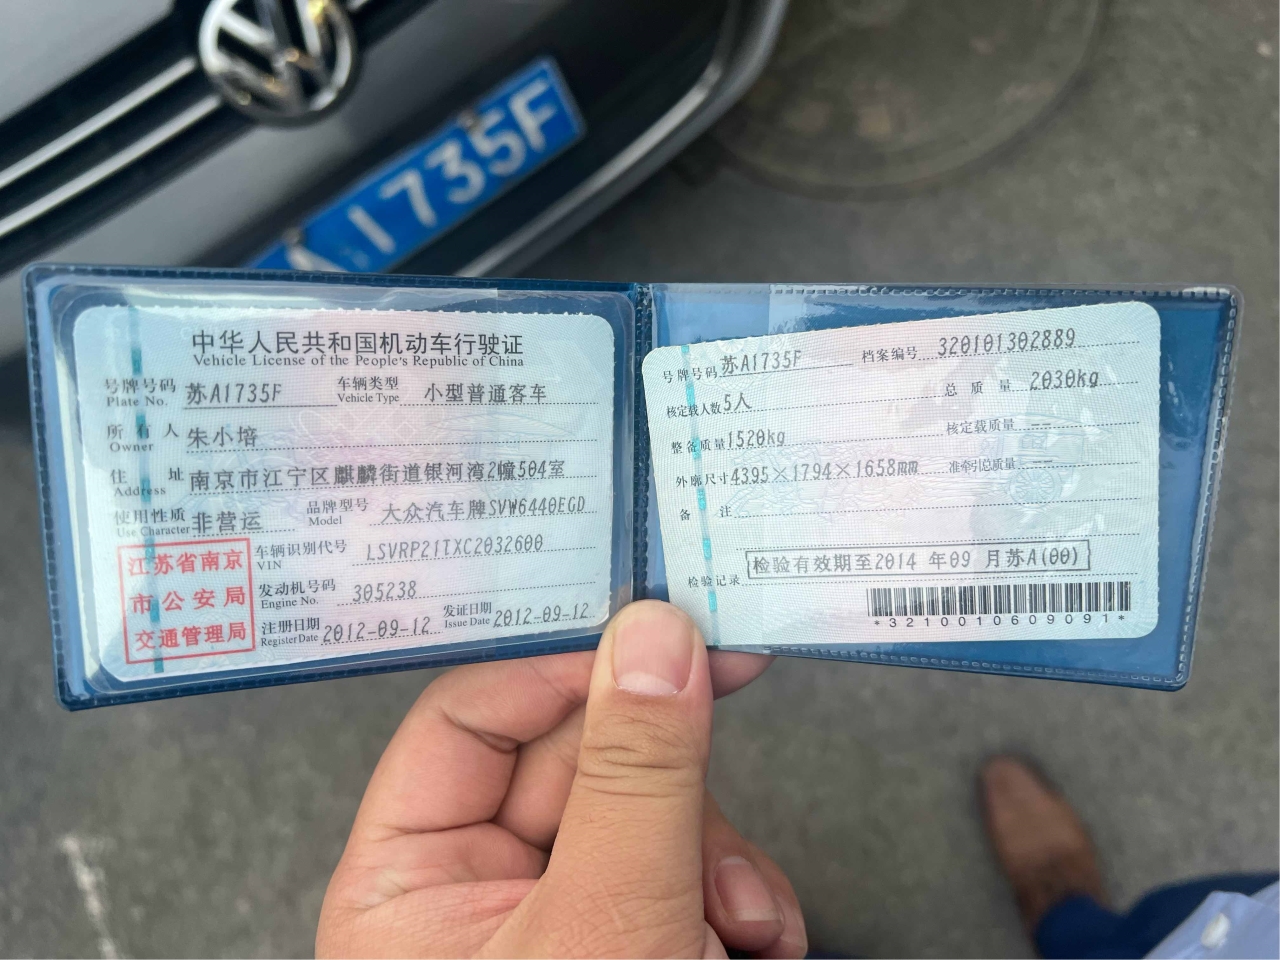 A1735F
中华人民共和国机动车行驶证
Vehicle License of the People's Republic of China
号牌号码 苏A1735F 车辆类型 小型普通客车
Plate No. Vehicle Type
所有人 朱小培
Owner
住址 南京市江宁区麒麟街道银河湾2幢504室
Address
使用性质 非营运 品牌型号 大众汽车牌SVW6440EGD
Use Character Model
江苏省南京
市公安局
交通管理局
车辆识别代号 LSVRP21TXC2032600
VIN
发动机号码 305238
Engine No.
注册日期 2012-09-12 发证日期 2012-09-12
Register Date Issue Date
号牌号码 苏A1735F 档案编号 320101302889
核定载人数 5人 总质量 2030kg
整备质量 1520kg 核定载质量 --
外廓尺寸 4395×1794×1658mm 准牵引总质量 --
备注
检验记录 检验有效期至2014 年09 月苏A(00)
*3210010609091*